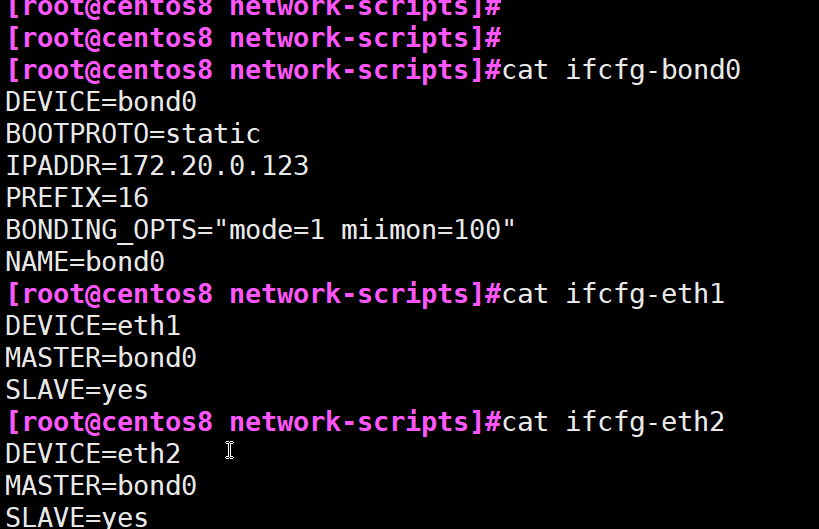 [root@centos8 network-scripts]#
[root@centos8 network-scripts]#
[root@centos8 network-scripts]#cat ifcfg-bond0
DEVICE=bond0
BOOTPROTO=static
IPADDR=172.20.0.123
PREFIX=16
BONDING_OPTS="mode=1 miimon=100"
NAME=bond0
[root@centos8 network-scripts]#cat ifcfg-eth1
DEVICE=eth1
MASTER=bond0
SLAVE=yes
[root@centos8 network-scripts]#cat ifcfg-eth2
DEVICE=eth2
MASTER=bond0
SLAVE=yes